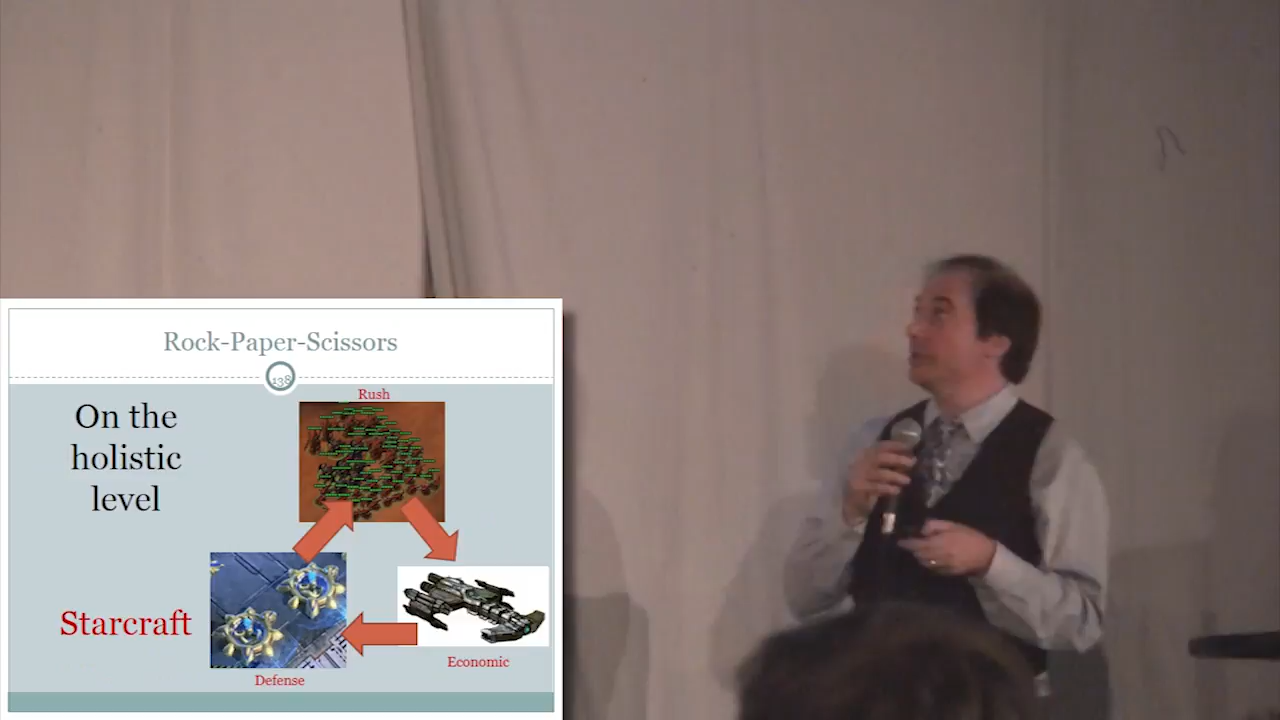 Rock-Paper-Scissors
138
Rush
On the
holistic
level
Starcraft
Economic
Defense